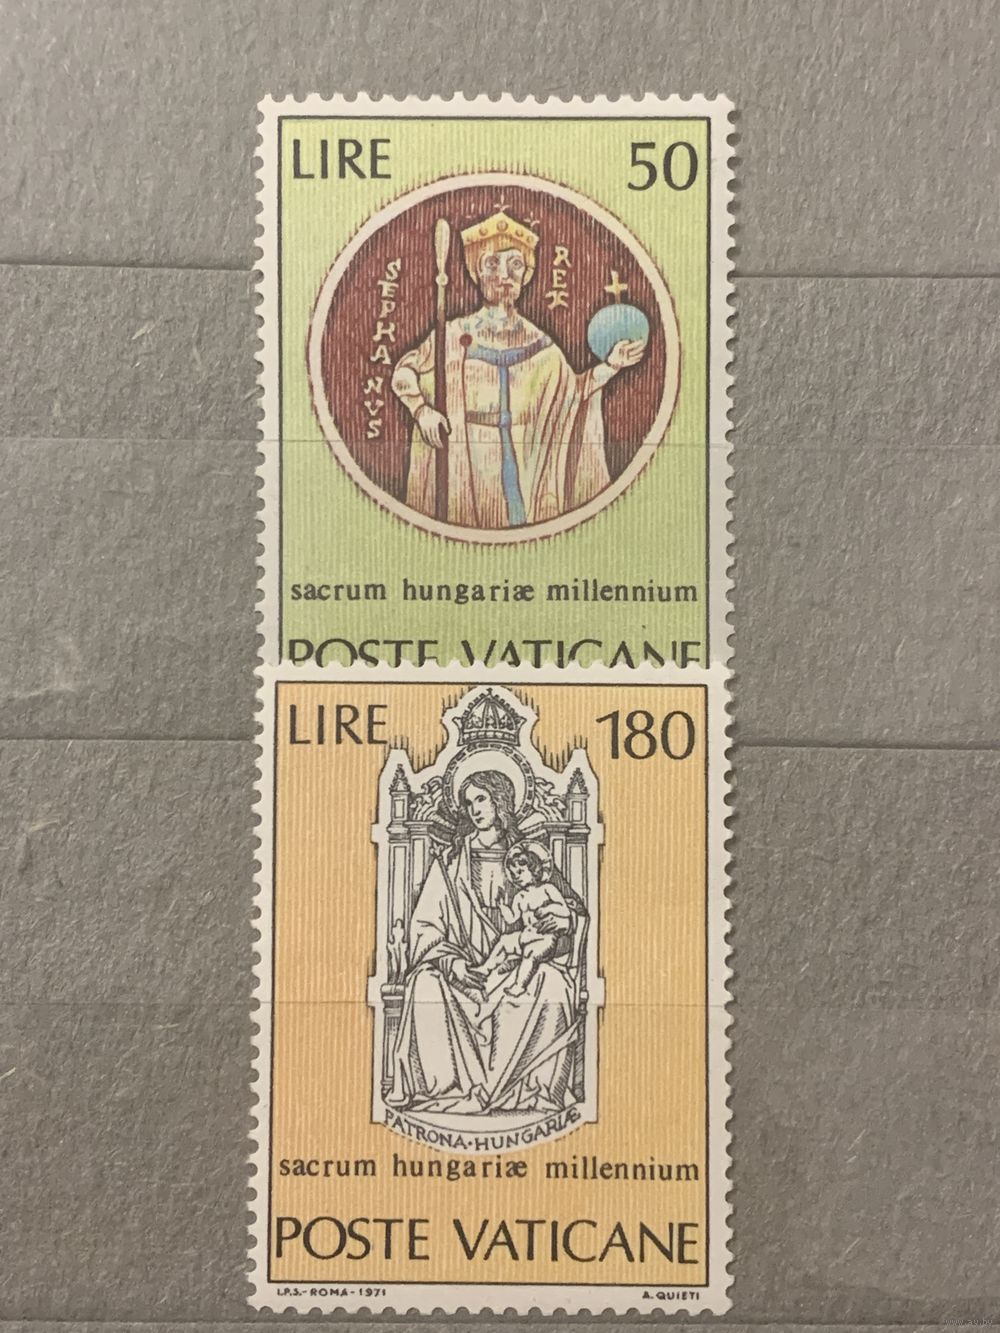 LIRE 50
SEPHANVS REX
sacrum hungariæ millennium
POSTE VATICANE
LIRE 180
PATRONA·HUNGARIÆ
sacrum hungariæ millennium
POSTE VATICANE
I.P.S.-ROMA-1971 A. QUIETI